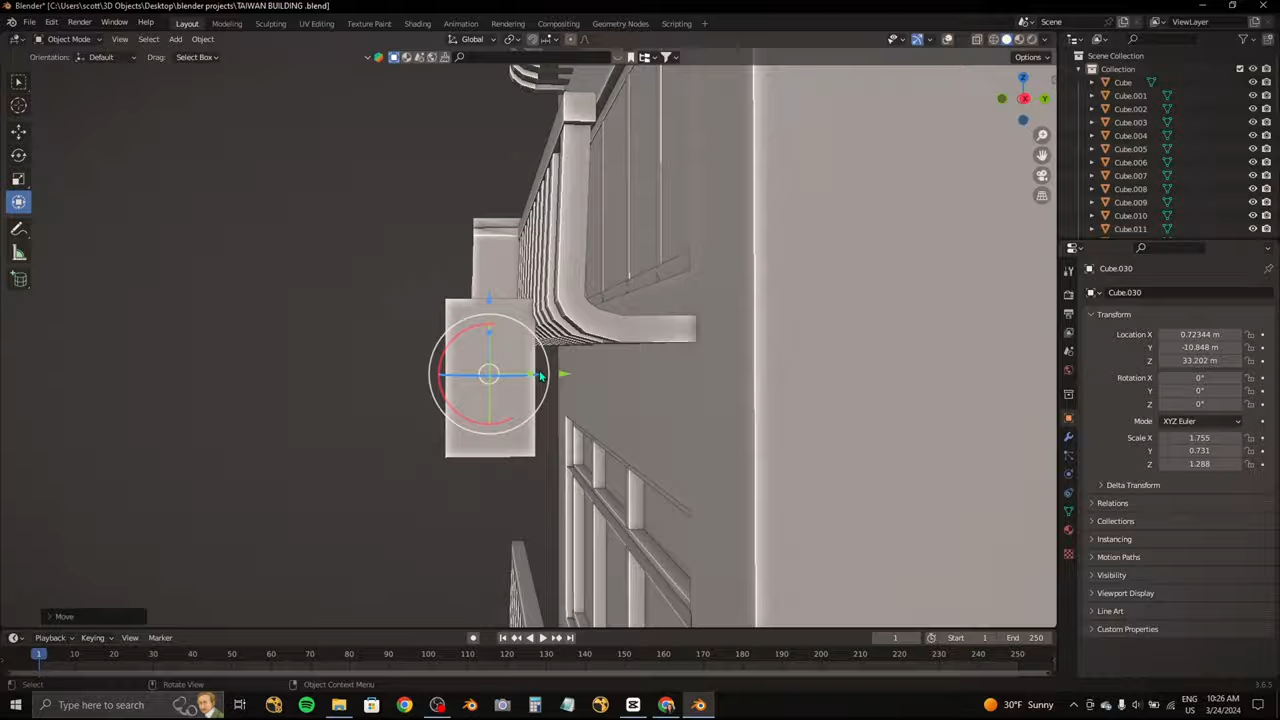 Blender* [C:\Users\scott\3D Objects\Desktop\blender projects\TAIWAN BUILDING .blend]
File Edit Render Window Help Layout Modeling Sculpting UV Editing Texture Paint Shading Animation Rendering Compositing Geometry Nodes Scripting + Scene ViewLayer
Object Mode View Select Add Object Global
Orientation: Default Drag: Select Box Options
Scene Collection
Collection
Cube
Cube.001
Cube.002
Cube.003
Cube.004
Cube.005
Cube.006
Cube.007
Cube.008
Cube.009
Cube.010
Cube.011
Z
X
Y
Cube.030
Cube.030
Transform
Location X 0.72344 m
Y -10.848 m
Z 33.202 m
Rotation X 0°
Y 0°
Z 0°
Mode XYZ Euler
Scale X 1.755
Y 0.731
Z 1.288
Delta Transform
Relations
Collections
Instancing
Motion Paths
Visibility
Viewport Display
Line Art
Custom Properties
Move
Playback Keying View Marker 1 Start 1 End 250
1 10 20 30 40 50 60 70 80 90 100 110 120 130 140 150 160 170 180 190 200 210 220 230 240 250
Select Rotate View Object Context Menu 3.6.5
Type here to search 30°F Sunny ENG US 10:26 AM 3/24/2024